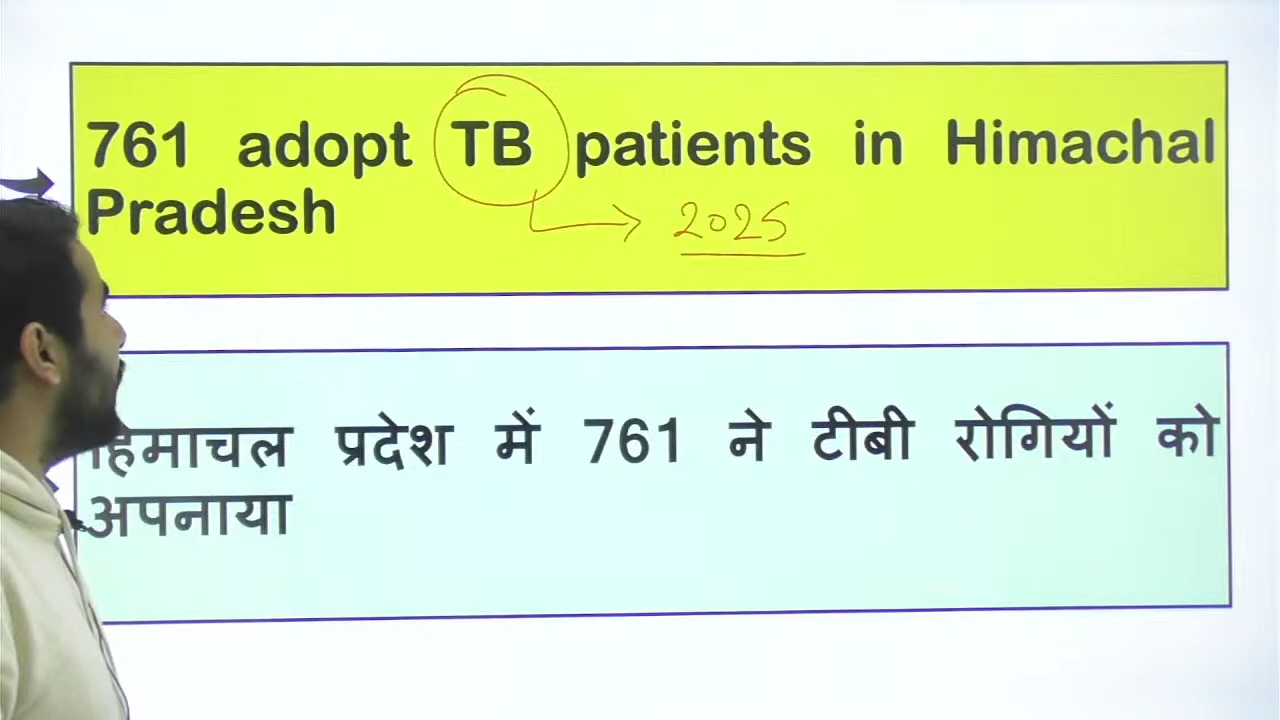 761 adopt TB patients in Himachal
Pradesh
2025
हिमाचल प्रदेश में 761 ने टीबी रोगियों को
अपनाया